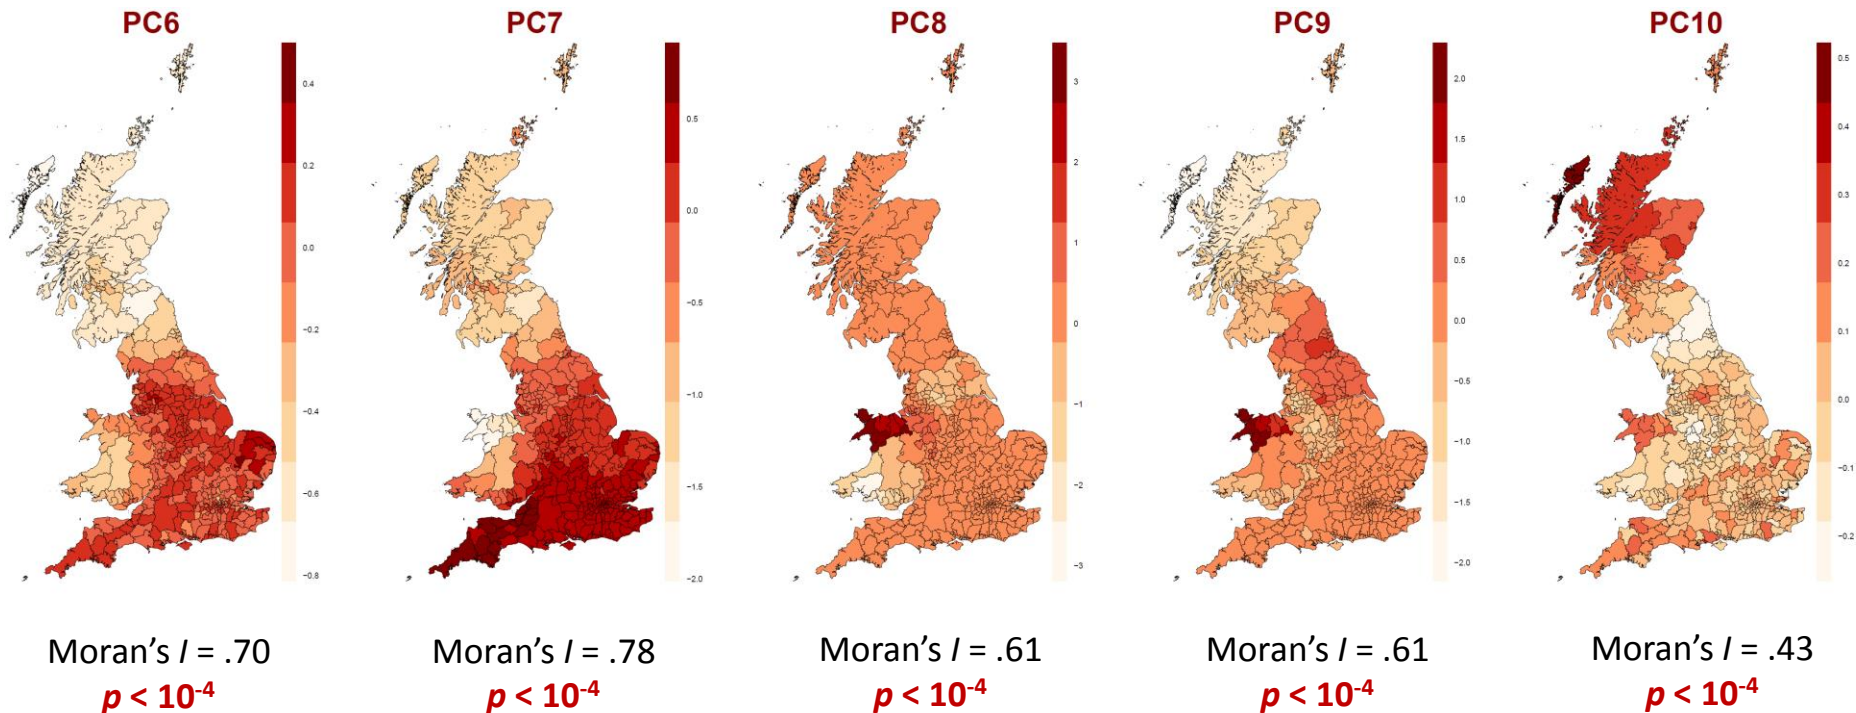 PC6
PC7
PC8
PC9
PC10
0.4
0.2
0.0
0.0
−0.2
−0.4
−0.6
−0.8
0.5
0.0
−0.5
−1.0
−1.5
−2.0
3
2
1
0
−1
−2
−3
2.0
1.5
1.0
0.5
0.0
−0.5
−1.0
−1.5
−2.0
0.5
0.4
0.3
0.2
0.1
0.0
−0.1
−0.2
Moran's I = .70
p < 10⁻⁴
Moran's I = .78
p < 10⁻⁴
Moran's I = .61
p < 10⁻⁴
Moran's I = .61
p < 10⁻⁴
Moran's I = .43
p < 10⁻⁴